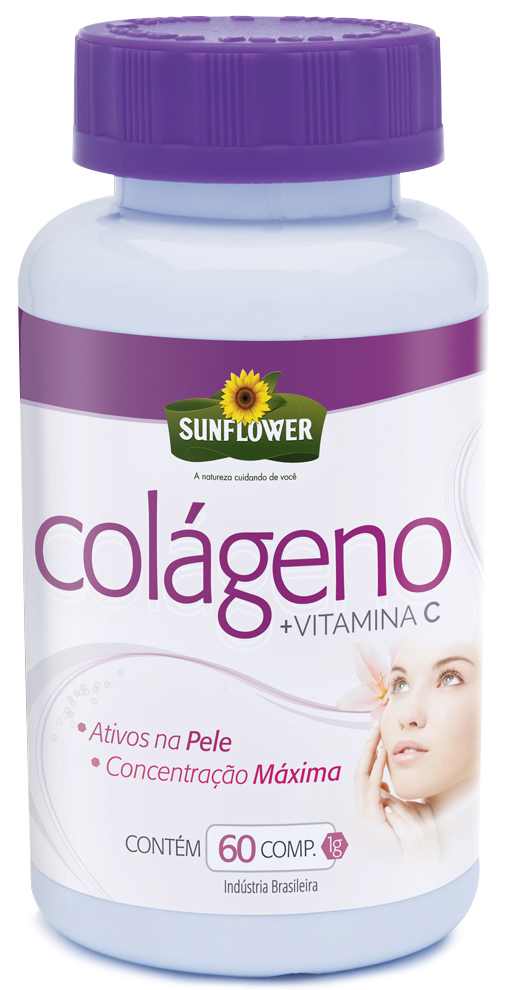 SUNFLOWER
A natureza cuidando de você
colágeno
+VITAMINA C
• Ativos na Pele
• Concentração Máxima
CONTÉM 60 COMP. 1g
Indústria Brasileira